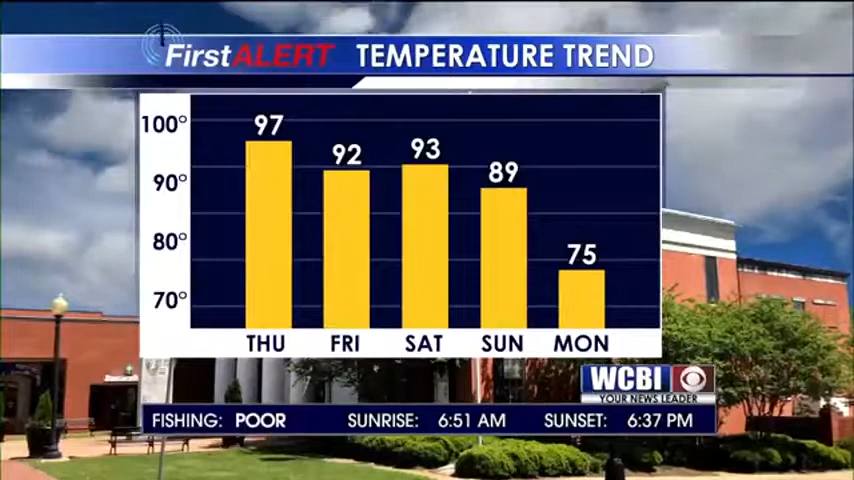 FirstALERT TEMPERATURE TREND
100°
90°
80°
70°
97
92
93
89
75
THU FRI SAT SUN MON
WCBI
YOUR NEWS LEADER
FISHING: POOR SUNRISE: 6:51 AM SUNSET: 6:37 PM